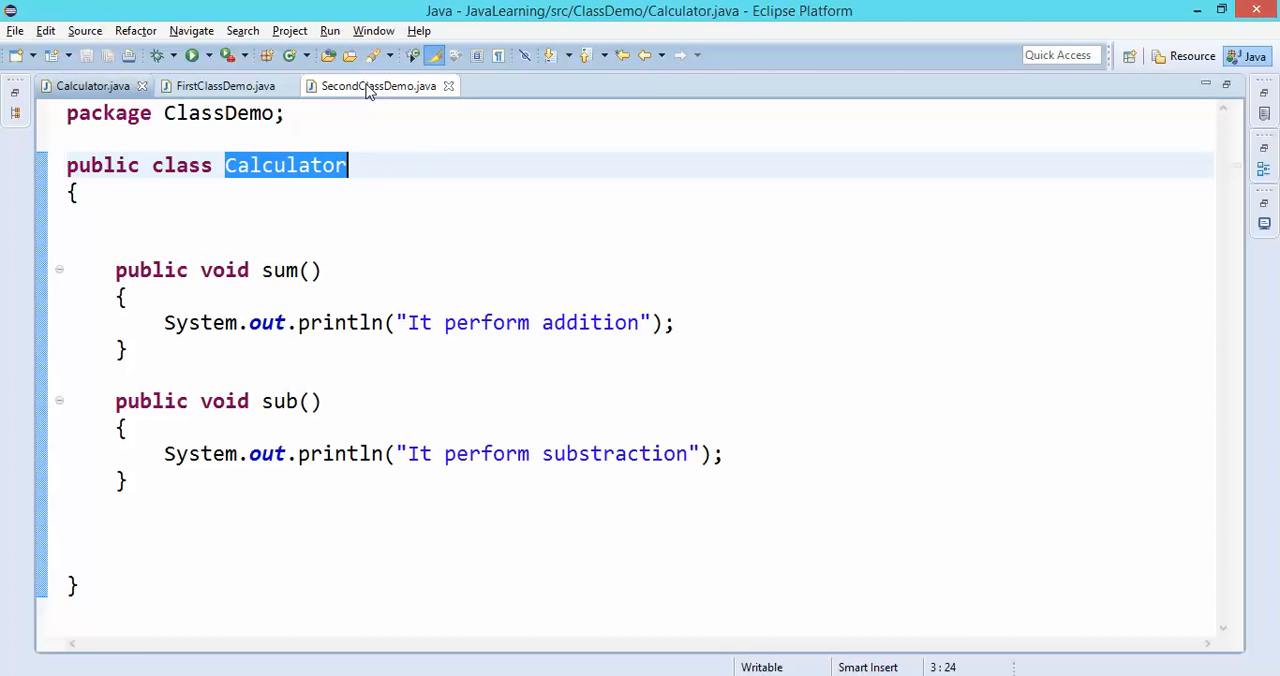 Java - JavaLearning/src/ClassDemo/Calculator.java - Eclipse Platform
File Edit Source Refactor Navigate Search Project Run Window Help
Quick Access Resource Java
Calculator.java FirstClassDemo.java SecondClassDemo.java
package ClassDemo;
public class Calculator
{
public void sum()
{
System.out.println("It perform addition");
}
public void sub()
{
System.out.println("It perform substraction");
}
}
Writable Smart Insert 3 : 24